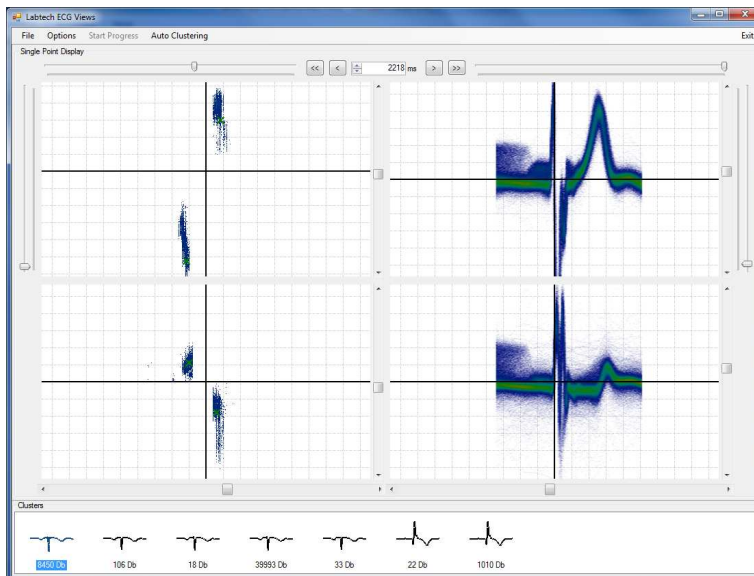 Labtech ECG Views
File Options Start Progress Auto Clustering Exit
Single Point Display
<< < 2218 ms > >>
Clusters
8450 Db 106 Db 18 Db 39993 Db 33 Db 22 Db 1010 Db